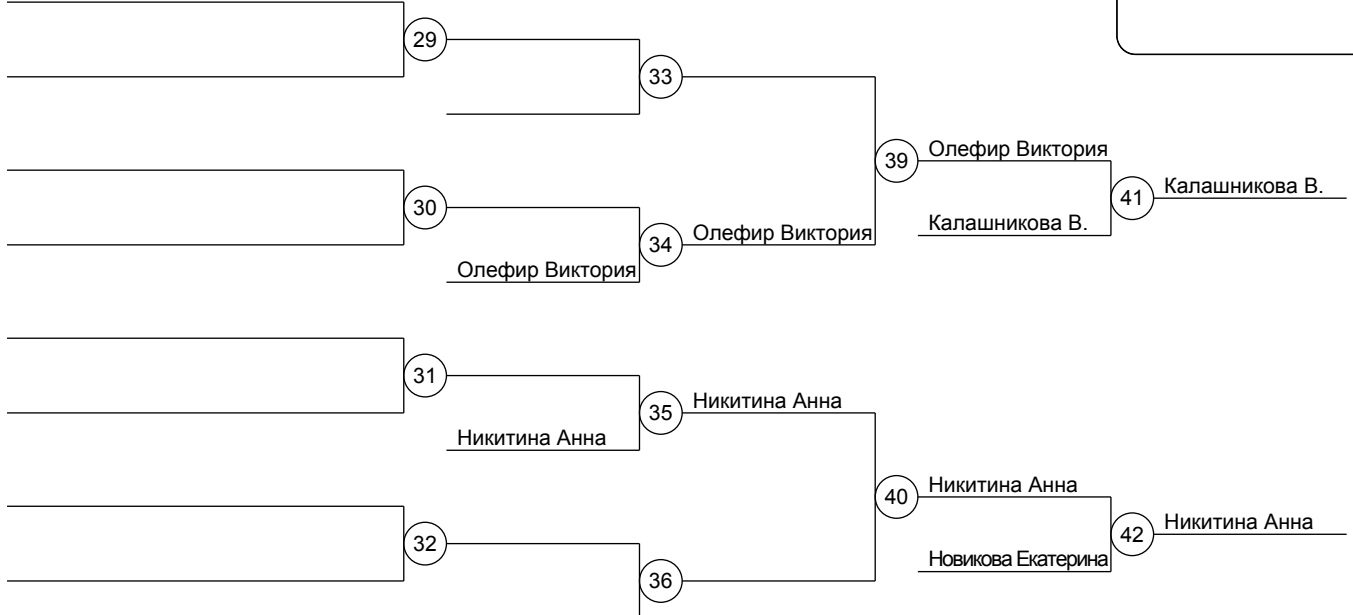 29
33
Олефир Виктория
39
Калашникова В.
41
30
Калашникова В.
34
Олефир Виктория
Олефир Виктория
31
35
Никитина Анна
Никитина Анна
Никитина Анна
40
Никитина Анна
42
32
Новикова Екатерина
36